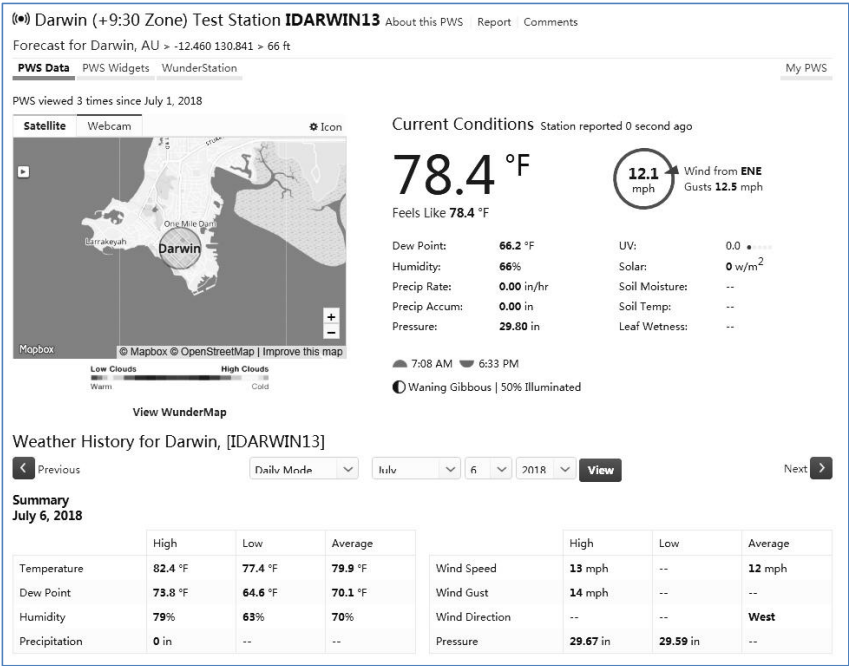 Darwin (+9:30 Zone) Test Station IDARWIN13 About this PWS | Report | Comments
Forecast for Darwin, AU > -12.460 130.841 > 66 ft
PWS Data PWS Widgets WunderStation My PWS
PWS viewed 3 times since July 1, 2018
Satellite Webcam Icon
One Mile Dam
Larrakeyah
Darwin
+
−
Mapbox
© Mapbox © OpenStreetMap | Improve this map
Low Clouds High Clouds
Warm Cold
View WunderMap
Current Conditions Station reported 0 second ago
78.4 °F
Feels Like 78.4 °F
12.1
mph
Wind from ENE
Gusts 12.5 mph
Dew Point: 66.2 °F
Humidity: 66%
Precip Rate: 0.00 in/hr
Precip Accum: 0.00 in
Pressure: 29.80 in
UV: 0.0
Solar: 0 w/m²
Soil Moisture: --
Soil Temp: --
Leaf Wetness: --
7:08 AM 6:33 PM
Waning Gibbous | 50% Illuminated
Weather History for Darwin, [IDARWIN13]
Previous Daily Mode July 6 2018 View Next
Summary
July 6, 2018
High Low Average
Temperature 82.4 °F 77.4 °F 79.9 °F
Dew Point 73.8 °F 64.6 °F 70.1 °F
Humidity 79% 63% 70%
Precipitation 0 in -- --
High Low Average
Wind Speed 13 mph -- 12 mph
Wind Gust 14 mph -- --
Wind Direction -- -- West
Pressure 29.67 in 29.59 in --